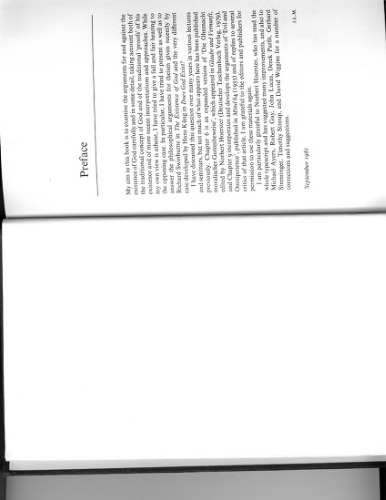 Preface
My aim in this book is to examine the arguments for and against the
existence of God carefully and in some detail, taking account both of
the traditional concept of God and of the traditional 'proofs' of his
existence and of more recent interpretations and approaches. While
my own view is atheist, I have tried to give a full and fair hearing to
the opposing case. In particular, I have tried to present as well as to
answer the philosophical arguments for theism given recently by
Richard Swinburne in The Existence of God and the very different
case developed by Hans Küng in Does God Exist?
I have discussed this question over many years in various lectures
and seminars, but not much of what appears here has been published
previously. Chapter 6 is an expanded version of 'Die Ohnmacht
moralischer Gottesbeweise', which appeared in Glaube und Vernunft,
edited by Norbert Hoerster (Deutscher Taschenbuch Verlag, 1979),
and Chapter 9 incorporates and develops the arguments of 'Evil and
Omnipotence', published in Mind 64 (1955) and of replies to several
critics of that article. I am grateful to the editors and publishers for
permission to use these materials again.
I am particularly grateful to Norbert Hoerster, who has read the
whole typescript and has suggested many improvements, and also to
Michael Ayers, Robert Gay, John Lucas, Derek Parfit, Gerhard
Streminger, Timothy Stroup, and David Wiggins for a number of
corrections and suggestions.
J.L.M.
September 1981